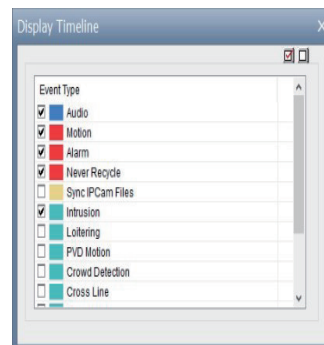 Display Timeline
Event Type
Audio
Motion
Alarm
Never Recycle
Sync IPCam Files
Intrusion
Loitering
PVD Motion
Crowd Detection
Cross Line